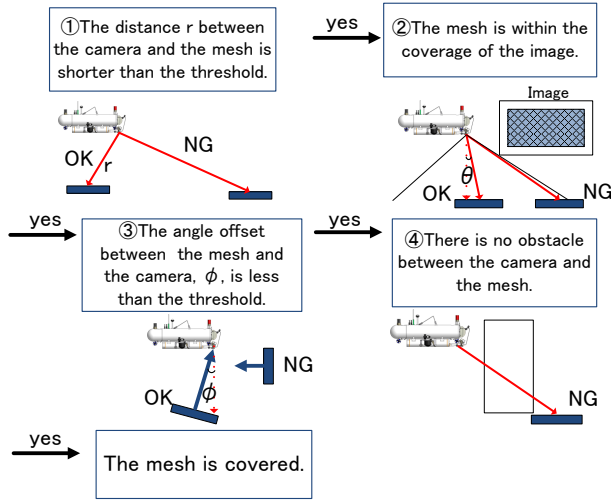 ①The distance r between
the camera and the mesh is
shorter than the threshold.
yes
②The mesh is within the
coverage of the image.
OK
r
NG
Image
θ
OK
NG
yes
③The angle offset
between the mesh and
the camera, φ, is less
than the threshold.
yes
④There is no obstacle
between the camera and
the mesh.
OK
φ
NG
NG
yes
The mesh is covered.